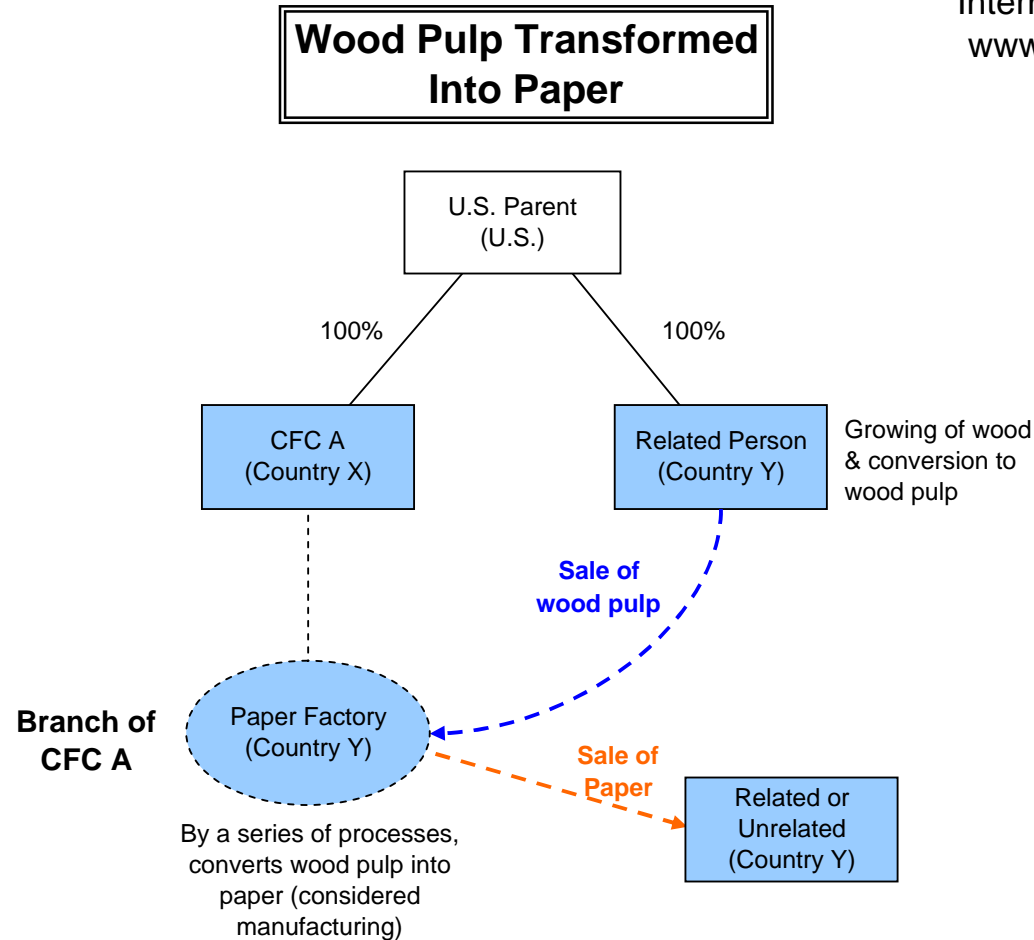 www
Wood Pulp Transformed
Into Paper
U.S. Parent
(U.S.)
100%
100%
CFC A
(Country X)
Related Person
(Country Y)
Growing of wood
& conversion to
wood pulp
Sale of
wood pulp
Branch of
CFC A
Paper Factory
(Country Y)
Sale of
Paper
Related or
Unrelated
(Country Y)
By a series of processes,
converts wood pulp into
paper (considered
manufacturing)